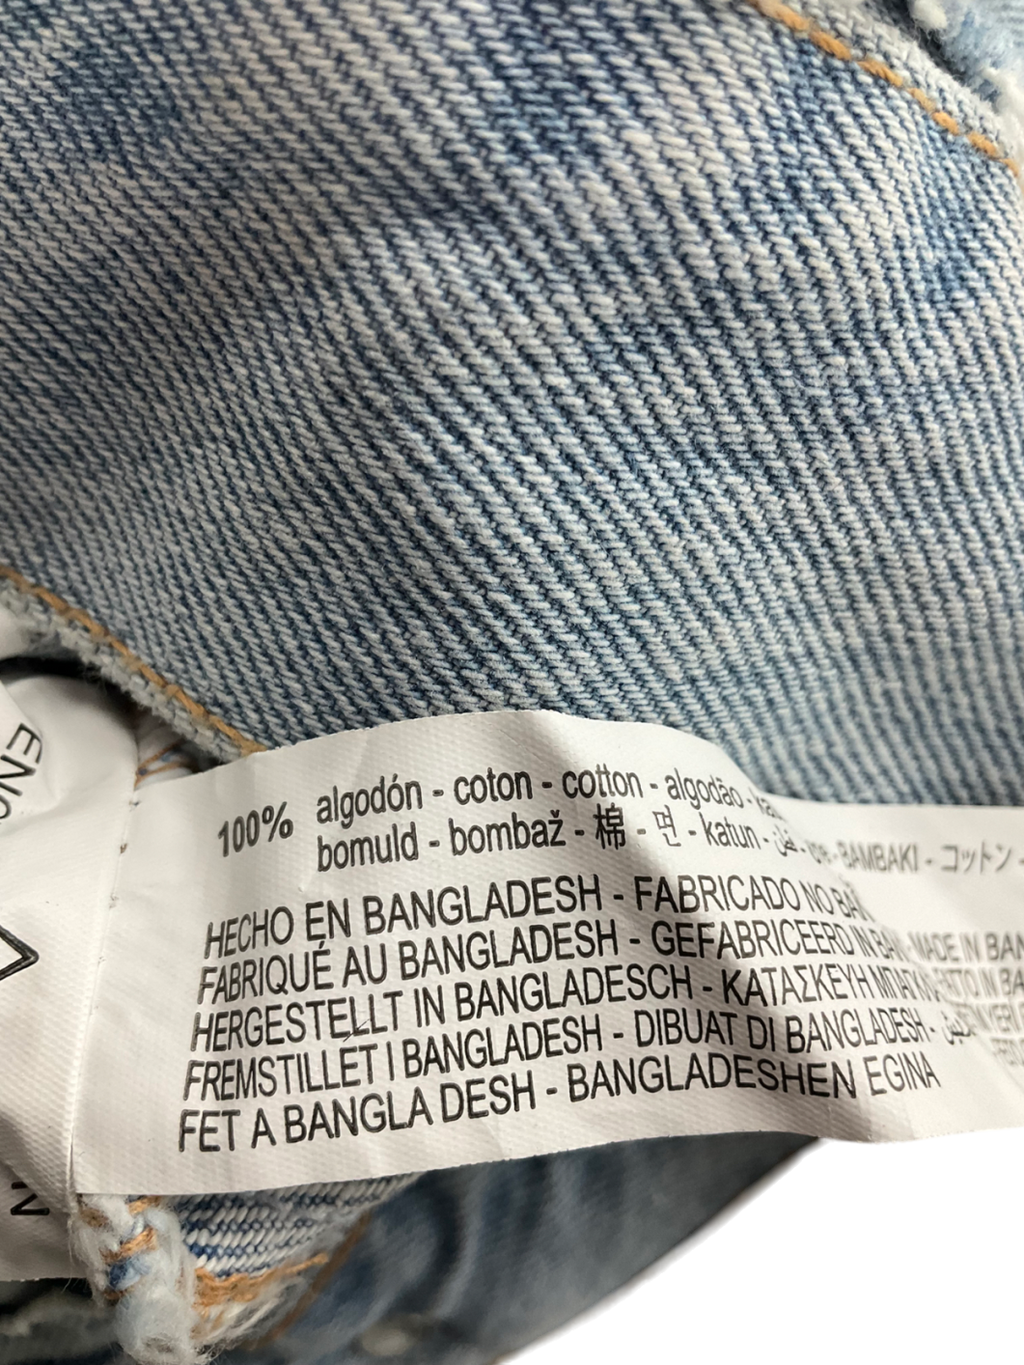 100% algodón - coton - cotton - algodão -
bomuld - bombaž - 棉 - 면 - katun - BAMBAKI - コットン -
HECHO EN BANGLADESH - FABRICADO NO
FABRIQUÉ AU BANGLADESH - GEFABRICEERD IN MADE IN
HERGESTELLT IN BANGLADESCH - ΚΑΤΑΣΚΕΥΗ
FREMSTILLET I BANGLADESH - DIBUAT DI BANGLADESH -
FET A BANGLA DESH - BANGLADESHEN EGINA